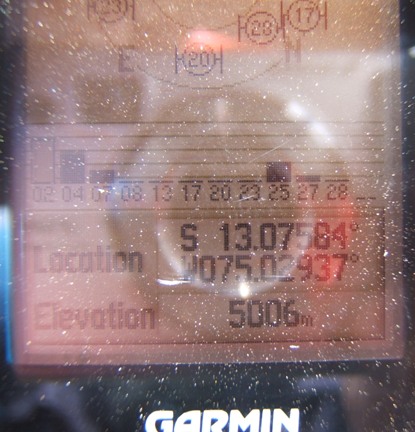 23 28 17
E 20 N
02 04 07 08 13 17 20 23 25 27 28 __
Location S 13.07584°
W075.02937°
Elevation 5006m
GARMIN